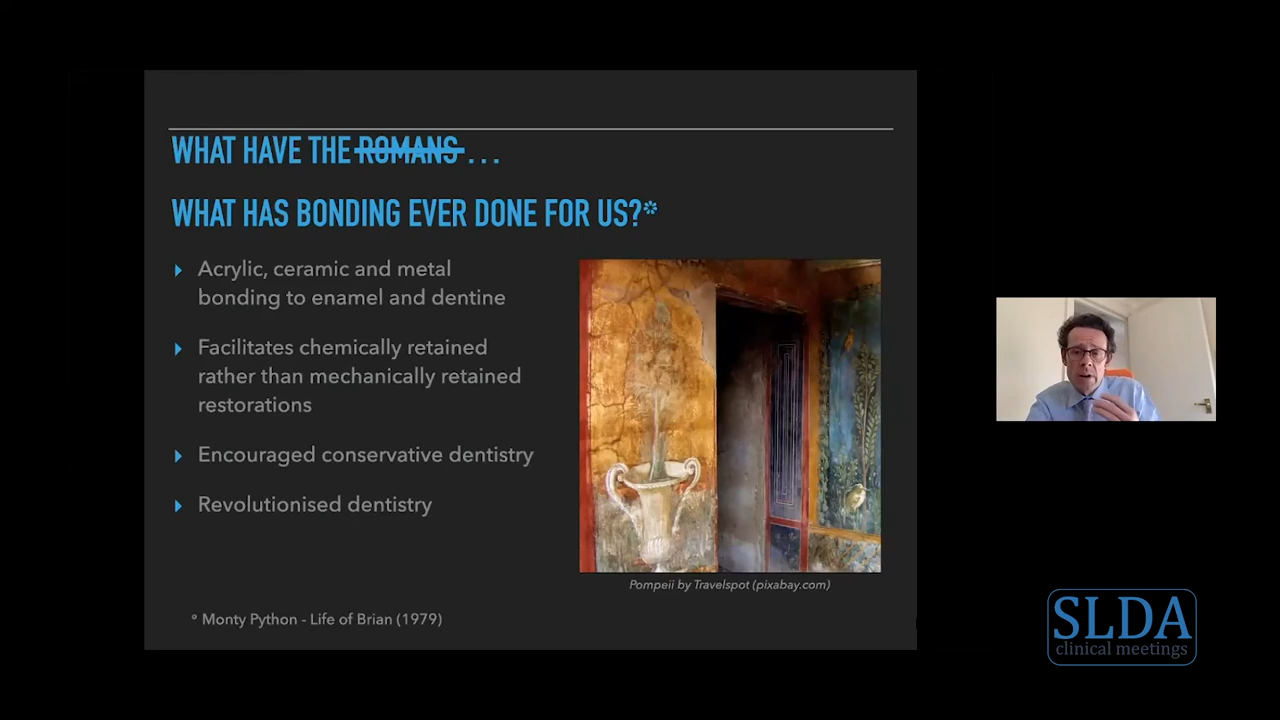 WHAT HAVE THE ROMANS ...
WHAT HAS BONDING EVER DONE FOR US?*
Acrylic, ceramic and metal
bonding to enamel and dentine
Facilitates chemically retained
rather than mechanically retained
restorations
Encouraged conservative dentistry
Revolutionised dentistry
Pompeii by Travelspot (pixabay.com)
* Monty Python - Life of Brian (1979)
SLDA
clinical meetings